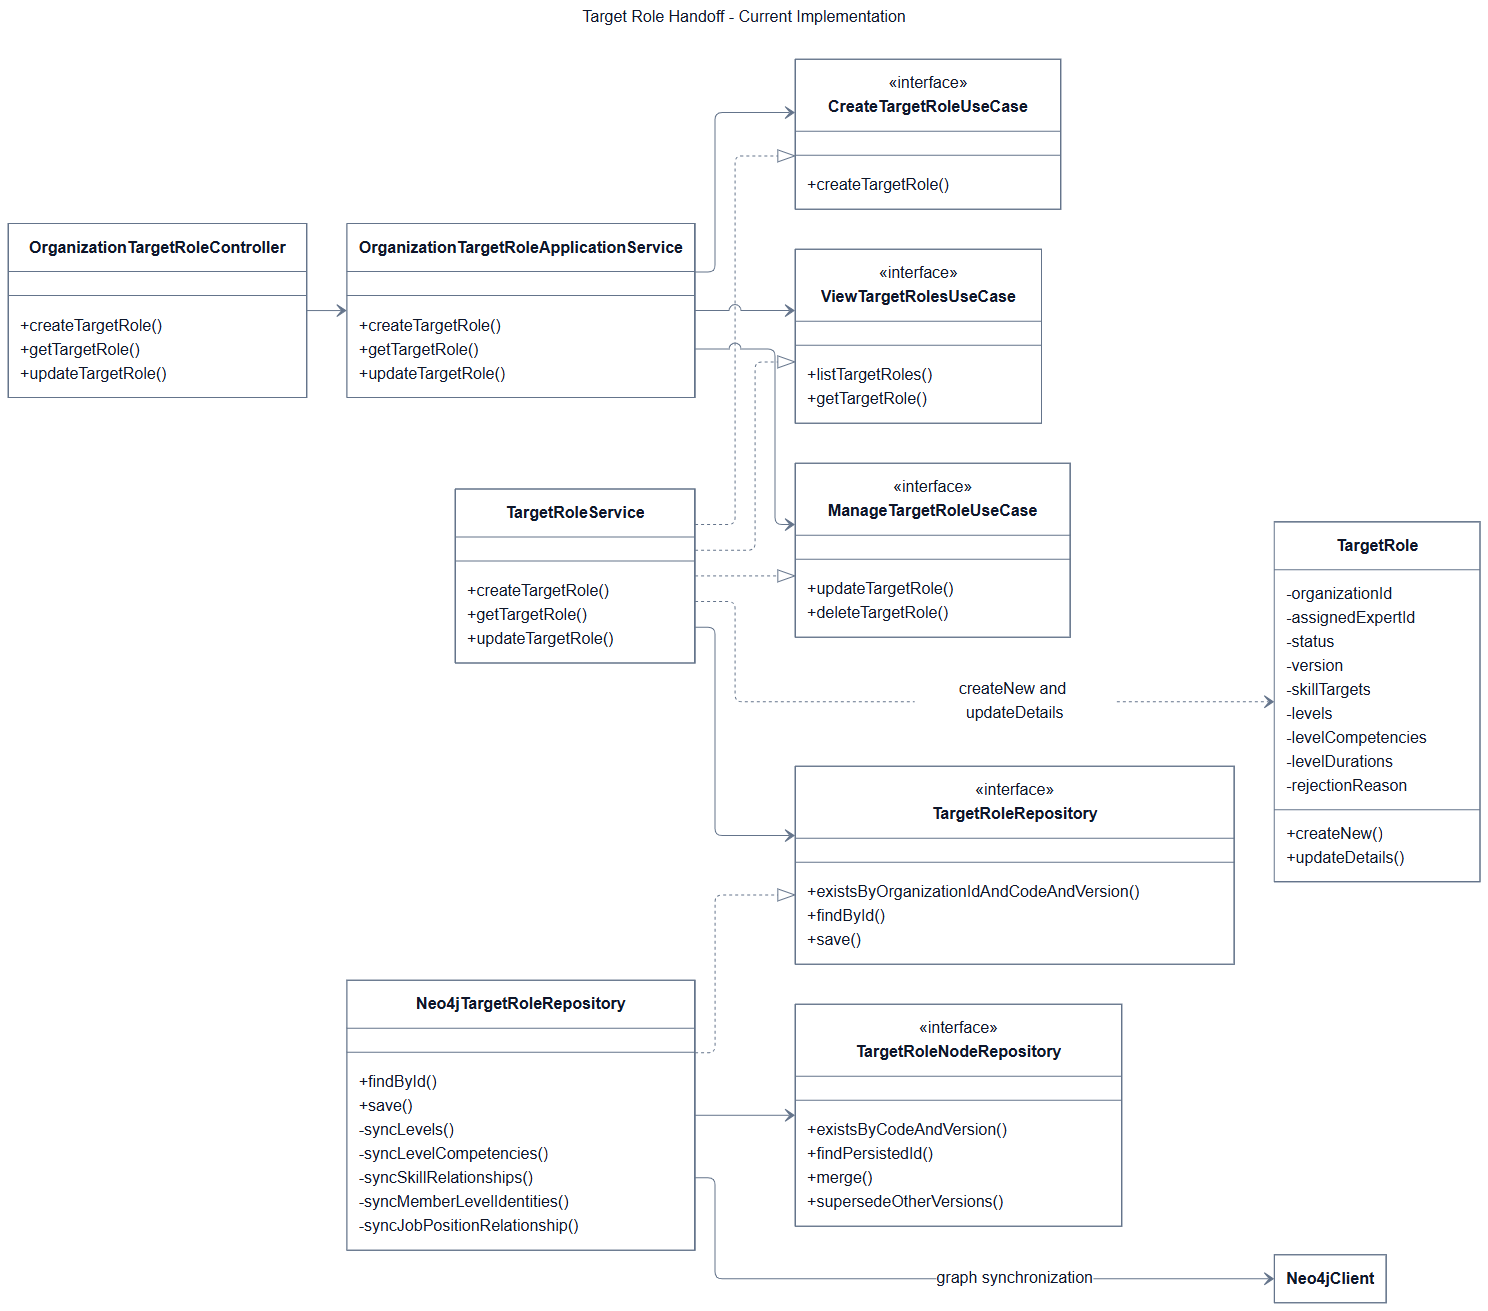 Target Role Handoff - Current Implementation
«interface»
CreateTargetRoleUseCase
+createTargetRole()
OrganizationTargetRoleController
+createTargetRole()
+getTargetRole()
+updateTargetRole()
OrganizationTargetRoleApplicationService
+createTargetRole()
+getTargetRole()
+updateTargetRole()
«interface»
ViewTargetRolesUseCase
+listTargetRoles()
+getTargetRole()
«interface»
ManageTargetRoleUseCase
+updateTargetRole()
+deleteTargetRole()
TargetRoleService
+createTargetRole()
+getTargetRole()
+updateTargetRole()
TargetRole
-organizationId
-assignedExpertId
-status
-version
-skillTargets
-levels
-levelCompetencies
-levelDurations
-rejectionReason
+createNew()
+updateDetails()
createNew and
updateDetails
«interface»
TargetRoleRepository
+existsByOrganizationIdAndCodeAndVersion()
+findById()
+save()
Neo4jTargetRoleRepository
+findById()
+save()
-syncLevels()
-syncLevelCompetencies()
-syncSkillRelationships()
-syncMemberLevelIdentities()
-syncJobPositionRelationship()
«interface»
TargetRoleNodeRepository
+existsByCodeAndVersion()
+findPersistedId()
+merge()
+supersedeOtherVersions()
graph synchronization
Neo4jClient